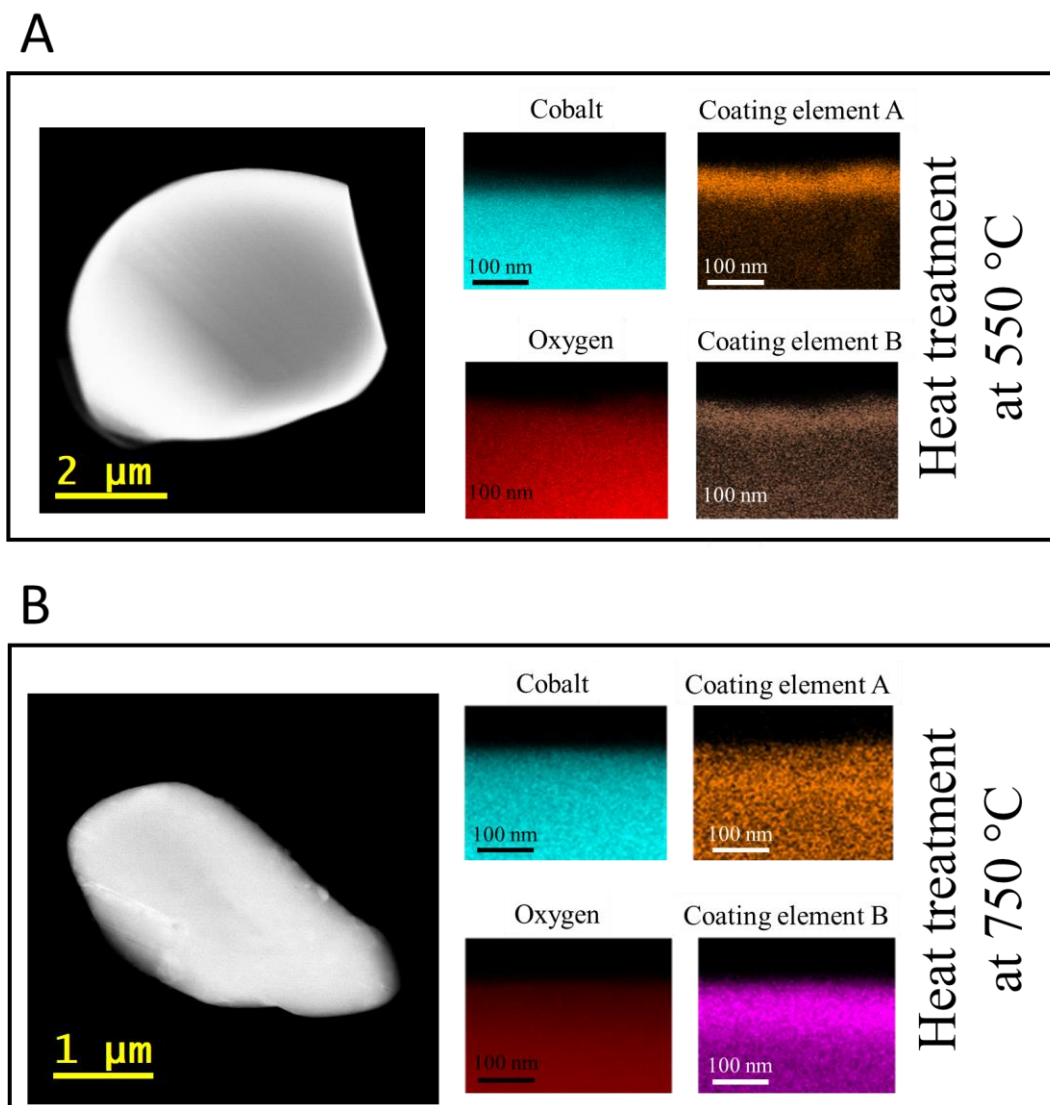 A
Cobalt
Coating element A
100 nm
100 nm
Oxygen
Coating element B
100 nm
100 nm
2 µm
Heat treatment
at 550 °C
B
Cobalt
Coating element A
100 nm
100 nm
Oxygen
Coating element B
100 nm
100 nm
1 µm
Heat treatment
at 750 °C